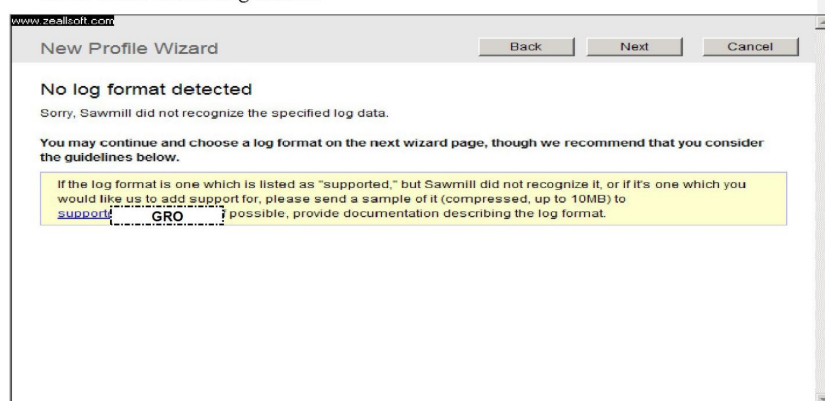 www.zeallsoft.com
New Profile Wizard
Back Next Cancel
No log format detected
Sorry, Sawmill did not recognize the specified log data.
You may continue and choose a log format on the next wizard page, though we recommend that you consider
the guidelines below.
If the log format is one which is listed as "supported," but Sawmill did not recognize it, or if it's one which you
would like us to add support for, please send a sample of it (compressed, up to 10MB) to
support GRO possible, provide documentation describing the log format.